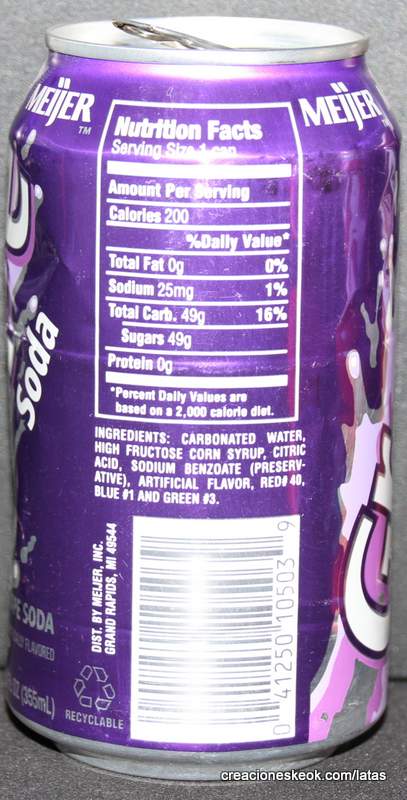 MEIJER
TM
MEIJER
Nutrition Facts
Serving Size 1 can
Amount Per Serving
Calories 200
%Daily Value*
Total Fat 0g 0%
Sodium 25mg 1%
Total Carb. 49g 16%
Sugars 49g
Protein 0g
*Percent Daily Values are
based on a 2,000 calorie diet.
INGREDIENTS: CARBONATED WATER,
HIGH FRUCTOSE CORN SYRUP, CITRIC
ACID, SODIUM BENZOATE (PRESERV-
ATIVE), ARTIFICIAL FLAVOR, RED# 40,
BLUE #1 AND GREEN #3.
DIST. BY MEIJER, INC.
GRAND RAPIDS, MI 49544
0 41250 10503 9
RECYCLABLE
Soda
SODA
FLAVORED
OZ (355mL)
creacioneskeok.com/latas